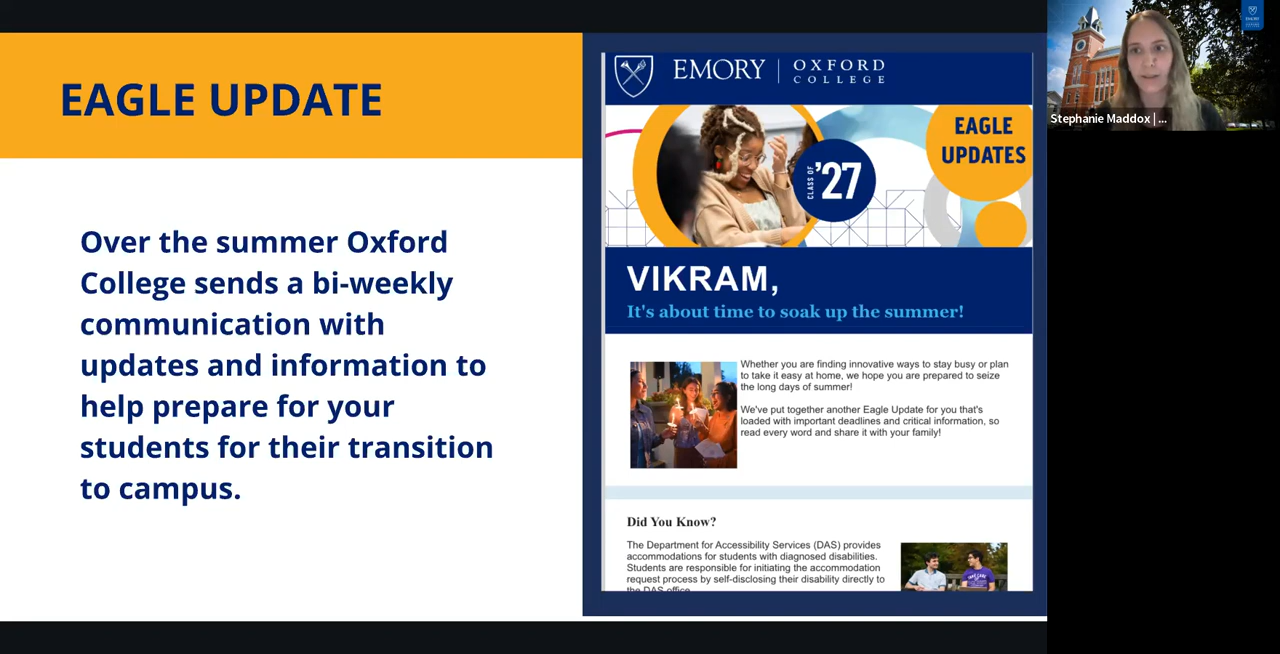 EAGLE UPDATE
Over the summer Oxford
College sends a bi-weekly
communication with
updates and information to
help prepare for your
students for their transition
to campus.
EMORY | OXFORD
COLLEGE
EAGLE
UPDATES
CLASS OF '27
VIKRAM,
It's about time to soak up the summer!
Whether you are finding innovative ways to stay busy or plan
to take it easy at home, we hope you are prepared to seize
the long days of summer!
We've put together another Eagle Update for you that's
loaded with important deadlines and critical information, so
read every word and share it with your family!
Did You Know?
The Department for Accessibility Services (DAS) provides
accommodations for students with diagnosed disabilities.
Students are responsible for initiating the accommodation
request process by self-disclosing their disability directly to
the DAS office.
Stephanie Maddox | ...